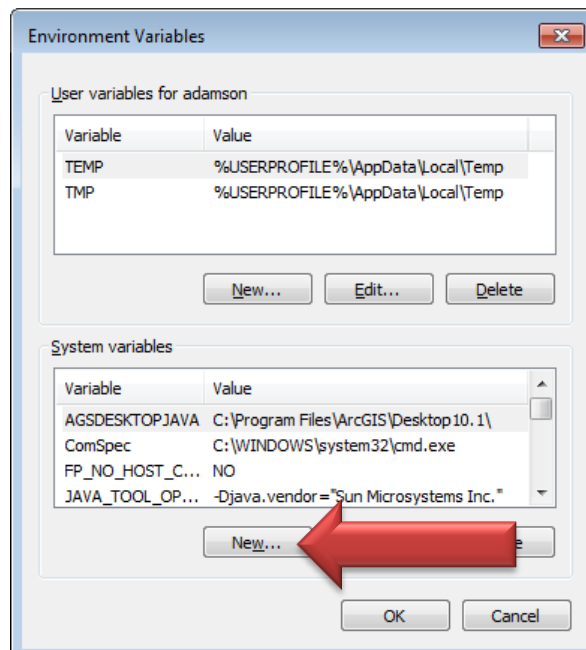 Environment Variables
User variables for adamson
Variable Value
TEMP %USERPROFILE%\AppData\Local\Temp
TMP %USERPROFILE%\AppData\Local\Temp
New... Edit... Delete
System variables
Variable Value
AGSDESKTOPJAVA C:\Program Files\ArcGIS\Desktop10.1\
ComSpec C:\WINDOWS\system32\cmd.exe
FP_NO_HOST_C... NO
JAVA_TOOL_OP... -Djava.vendor="Sun Microsystems Inc."
New...
OK Cancel